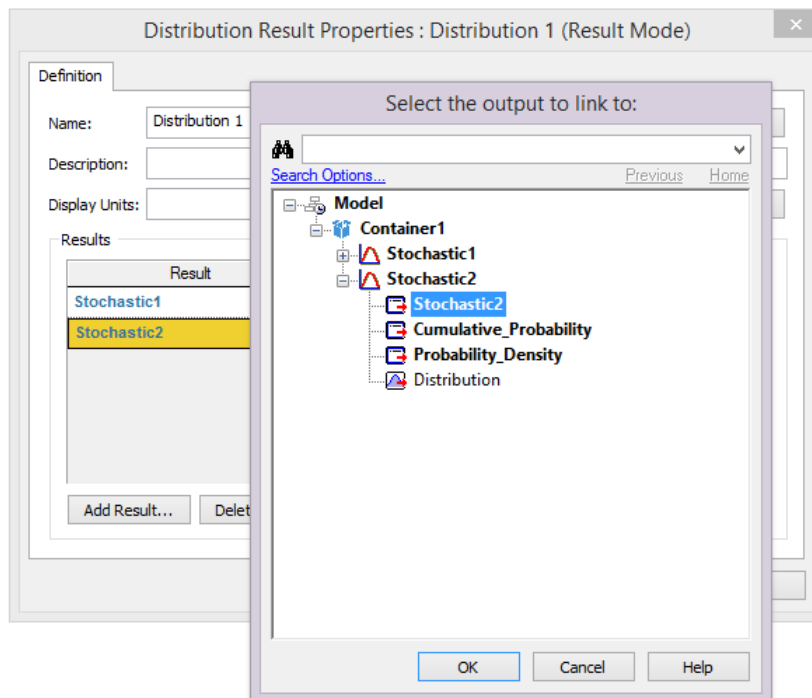 Distribution Result Properties : Distribution 1 (Result Mode)
Definition
Name:
Distribution 1
Description:
Display Units:
Results
Result
Stochastic1
Stochastic2
Add Result...
Delet
Select the output to link to:
Search Options...
Previous
Home
Model
Container1
Stochastic1
Stochastic2
Stochastic2
Cumulative_Probability
Probability_Density
Distribution
OK
Cancel
Help